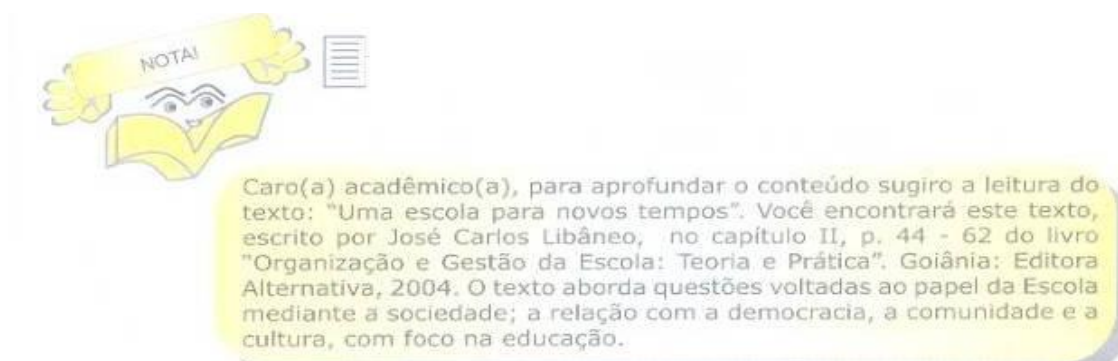 NOTA!
Caro(a) acadêmico(a), para aprofundar o conteúdo sugiro a leitura do
texto: "Uma escola para novos tempos". Você encontrará este texto,
escrito por José Carlos Libâneo, no capítulo II, p. 44 - 62 do livro
"Organização e Gestão da Escola: Teoria e Prática". Goiânia: Editora
Alternativa, 2004. O texto aborda questões voltadas ao papel da Escola
mediante a sociedade; a relação com a democracia, a comunidade e a
cultura, com foco na educação.